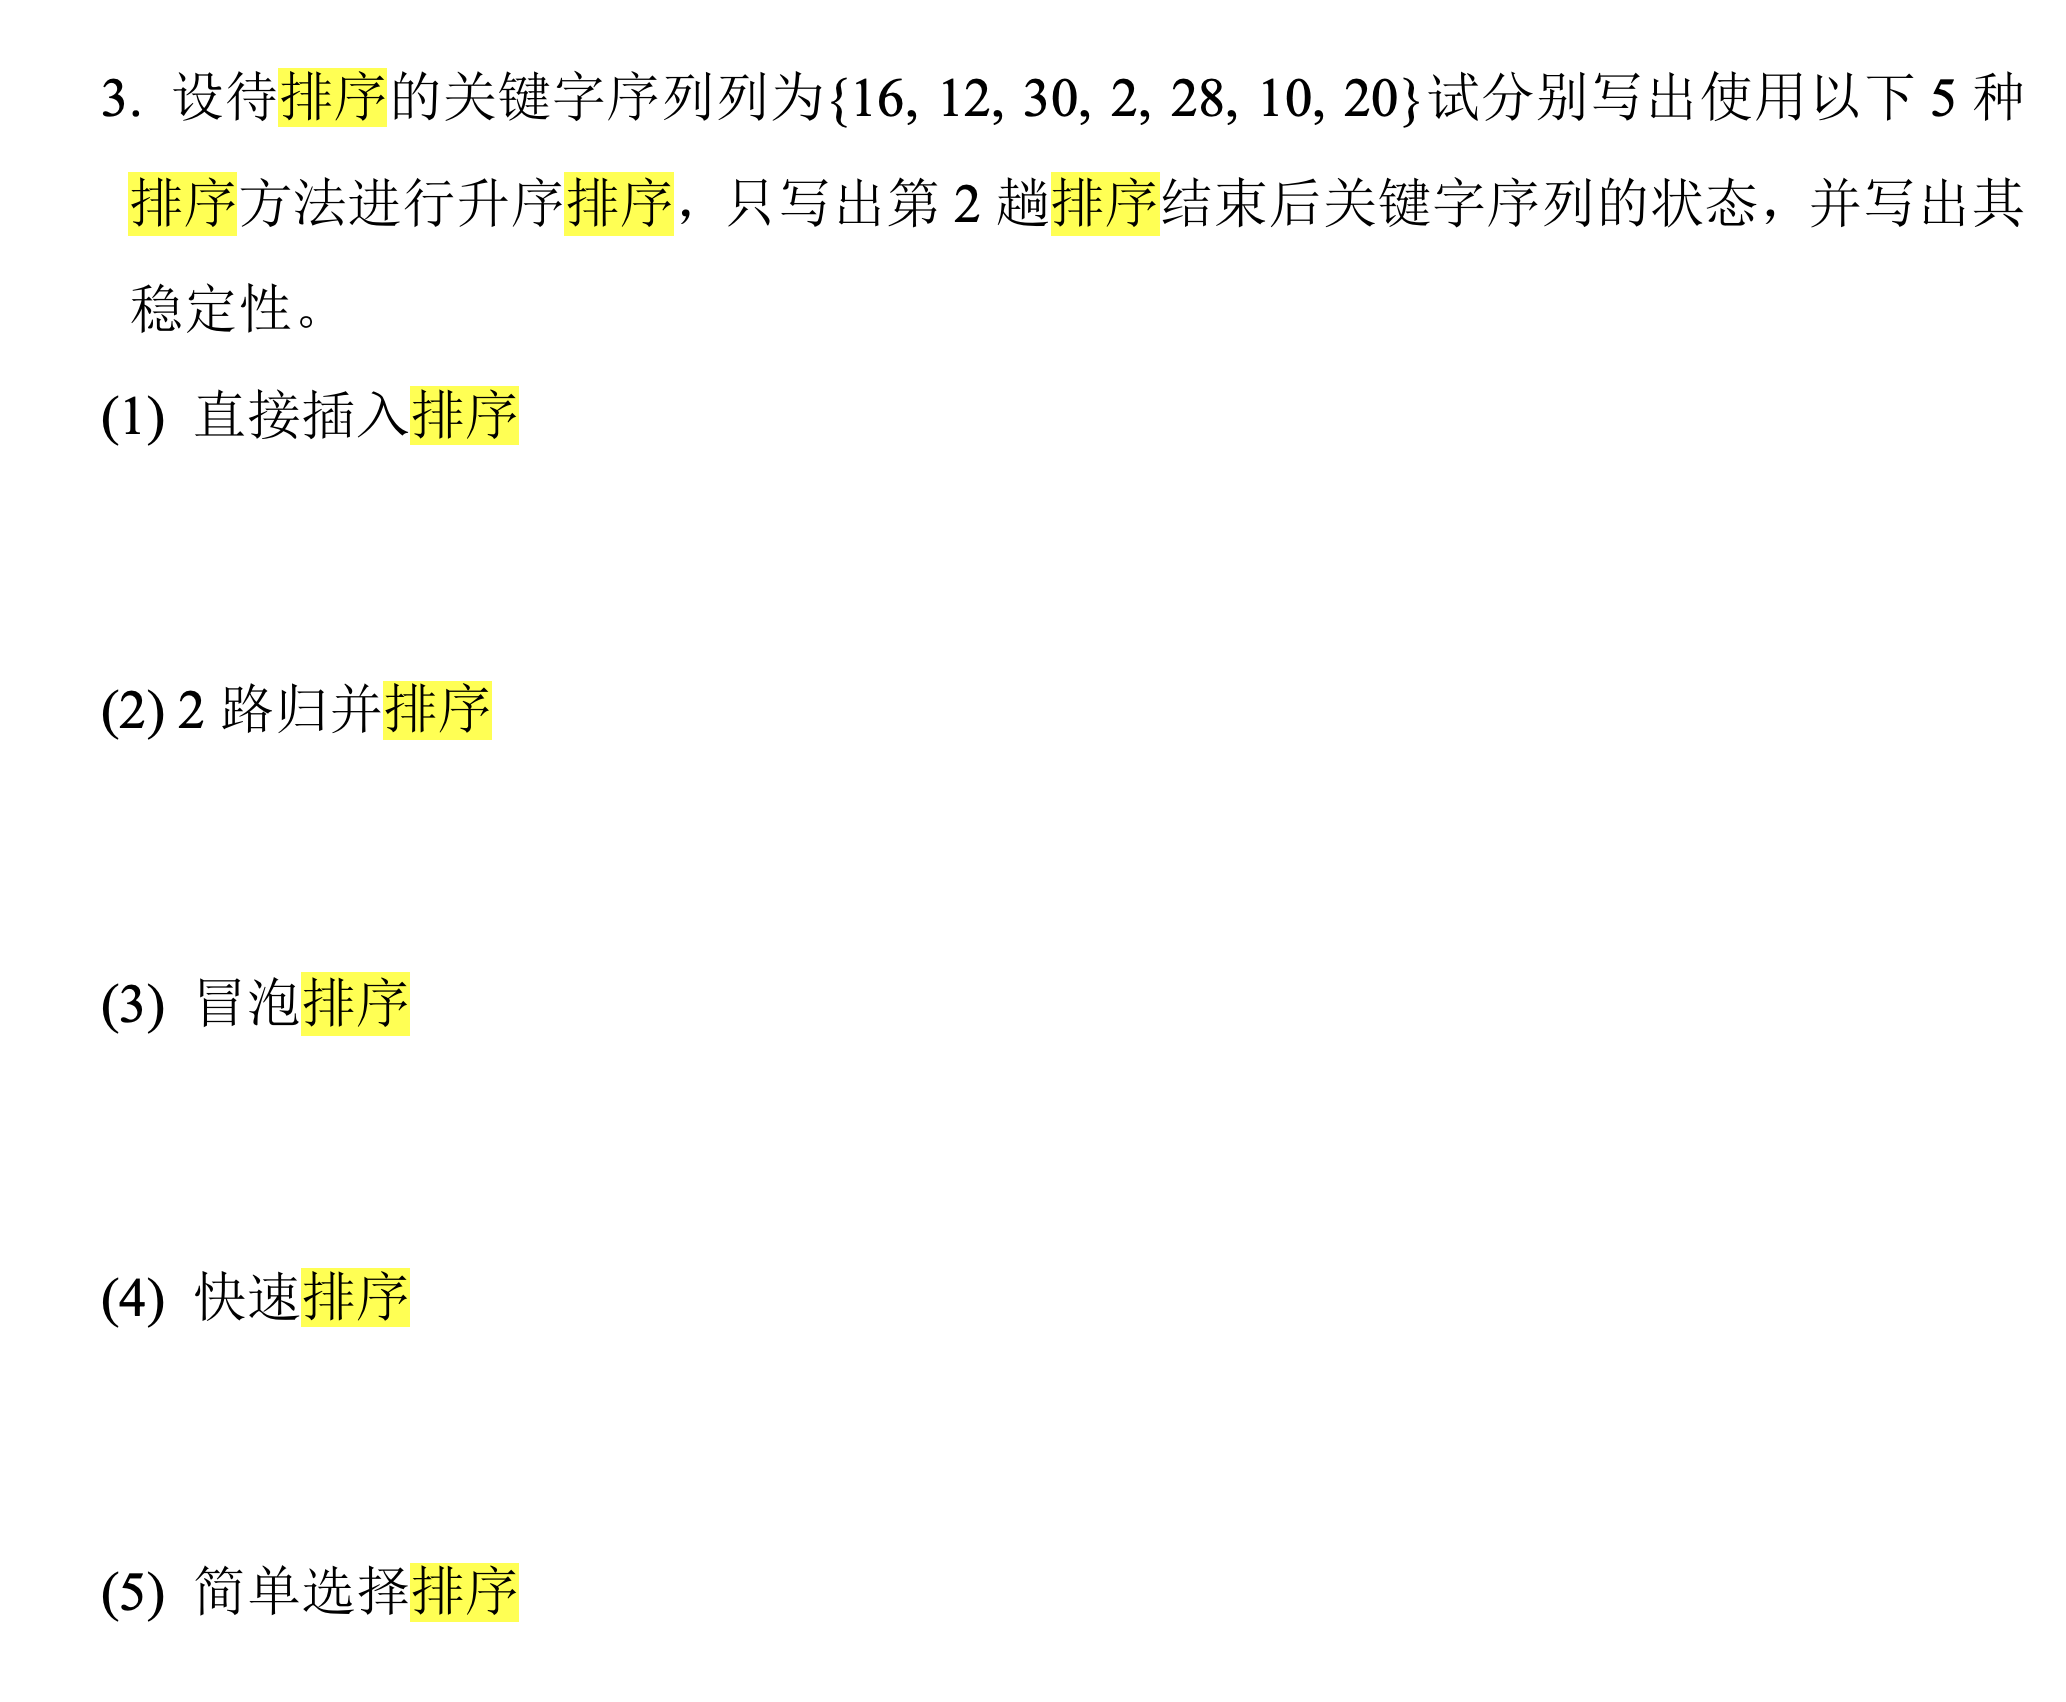 3. 设待排序的关键字序列列为{16, 12, 30, 2, 28, 10, 20}试分别写出使用以下 5 种
排序方法进行升序排序，只写出第 2 趟排序结束后关键字序列的状态，并写出其
稳定性。
(1) 直接插入排序
(2) 2 路归并排序
(3) 冒泡排序
(4) 快速排序
(5) 简单选择排序